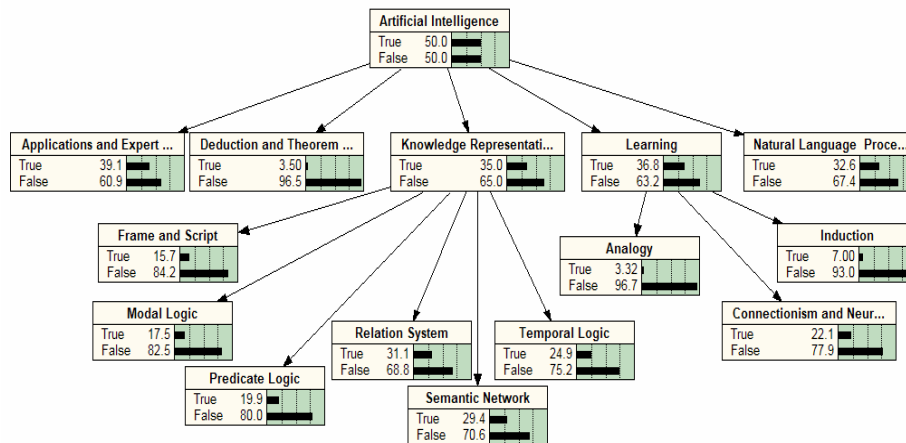 Artificial Intelligence
True 50.0
False 50.0
Applications and Expert ...
True 39.1
False 60.9
Deduction and Theorem ...
True 3.50
False 96.5
Knowledge Representati...
True 35.0
False 65.0
Learning
True 36.8
False 63.2
Natural Language Proce...
True 32.6
False 67.4
Frame and Script
True 15.7
False 84.2
Analogy
True 3.32
False 96.7
Induction
True 7.00
False 93.0
Modal Logic
True 17.5
False 82.5
Relation System
True 31.1
False 68.8
Temporal Logic
True 24.9
False 75.2
Connectionism and Neur...
True 22.1
False 77.9
Predicate Logic
True 19.9
False 80.0
Semantic Network
True 29.4
False 70.6